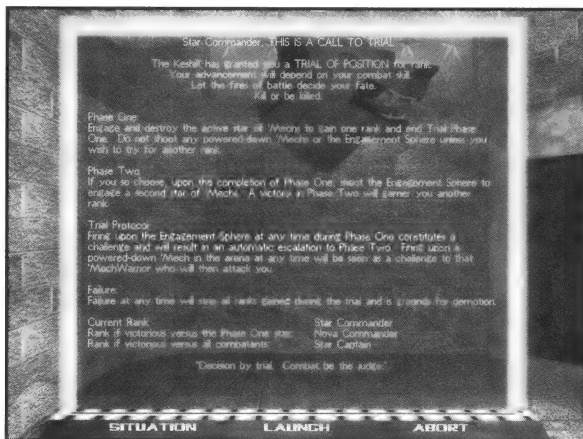 Star Commander, THIS IS A CALL TO TRIAL
The Keshik has granted you a TRIAL OF POSITION for rank.
Your advancement will depend on your combat skill.
Let the fires of battle decide your fate.
Kill or be killed.
Phase One:
Engage and destroy the active star of 'Mechs to gain one rank and end Trial Phase
One. Do not shoot any powered-down 'Mechs or the Engagement Sphere unless you
wish to try for another rank.
Phase Two:
If you so choose, upon the completion of Phase One, shoot the Engagement Sphere to
engage a second star of 'Mechs. A victory in Phase Two will garner you another
rank.
Trial Protocol:
Firing upon the Engagement Sphere at any time during Phase One constitutes a
challenge and will result in an automatic escalation to Phase Two. Firing upon a
powered-down 'Mech in the arena at any time will be seen as a challenge to that
'MechWarrior who will then attack you.
Failure:
Failure at any time will strip all ranks gained during the trial and is grounds for demotion.
Current Rank: Star Commander
Rank if victorious versus the Phase One star: Nova Commander
Rank if victorious versus all combatants: Star Captain
"Decision by trial. Combat be the judge."
SITUATION LAUNCH ABORT